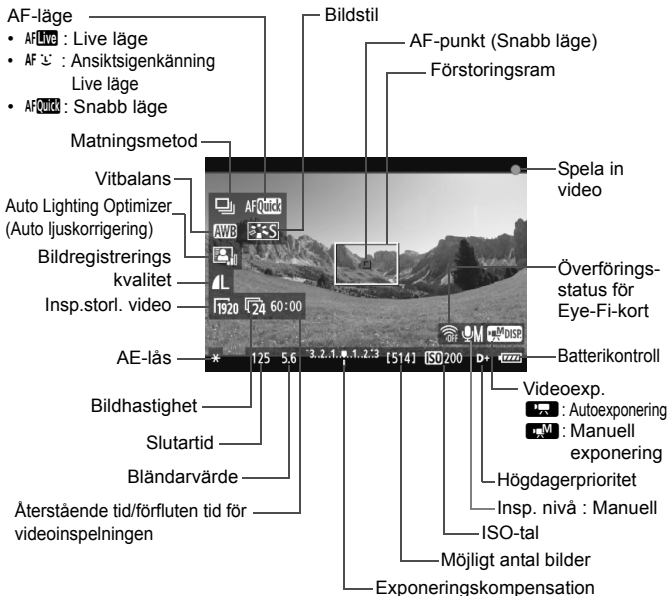 AF-läge
• AF Live : Live läge
• AF : Ansiktsigenkänning
Live läge
• AF Quick : Snabb läge
Matningsmetod
Vitbalans
Auto Lighting Optimizer
(Auto ljuskorrigering)
Bildregistrerings
kvalitet
Insp.storl. video
AE-lås
Bildhastighet
Slutartid
Bländarvärde
Återstående tid/förfluten tid för
videoinspelningen
Bildstil
AF-punkt (Snabb läge)
Förstoringsram
Spela in
video
Överförings-
status för
Eye-Fi-kort
Batterikontroll
Videoexp.
: Autoexponering
M : Manuell
exponering
Högdagerprioritet
Insp. nivå : Manuell
ISO-tal
Möjligt antal bilder
Exponeringskompensation
AF Quick
AWB S
L
1920 24 60:00
OFF M M DISP.
* 125 5.6 -3..2..1..0..1..2.:3 [514] ISO 200 D+